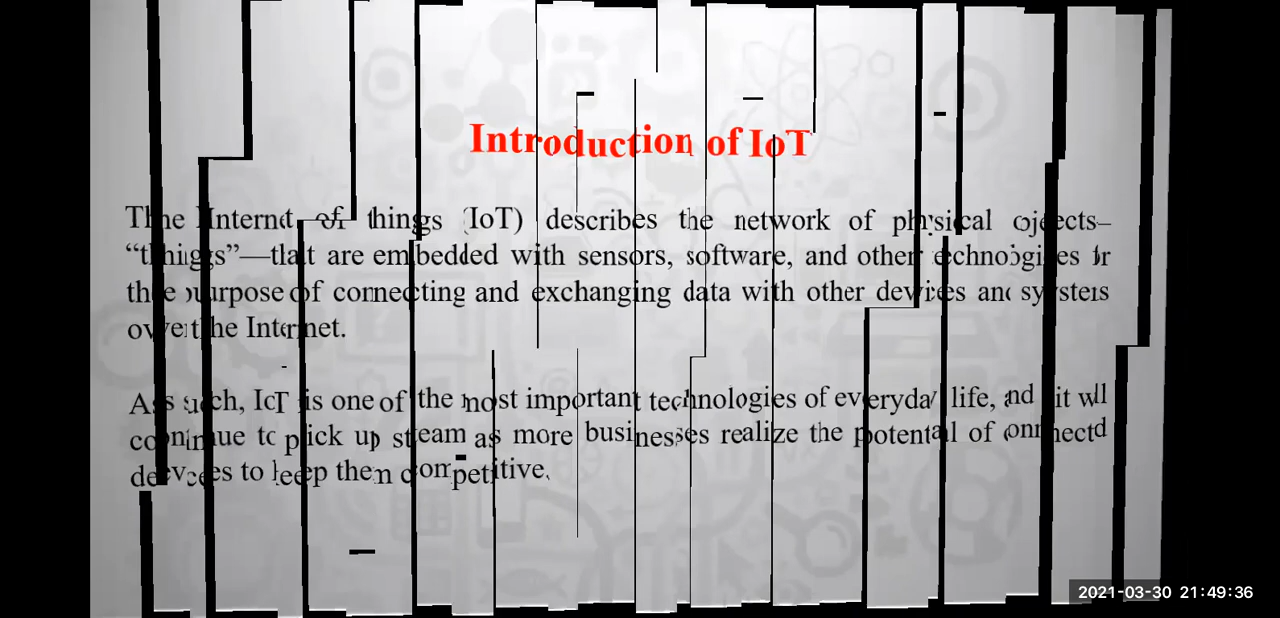 Introduction of IoT
The Internet of things (IoT) describes the network of physical ojects–
“things”—that are embedded with sensors, software, and other technologies for
the purpose of connecting and exchanging data with other devices and systems
over the Internet.
As such, IoT is one of the most important technologies of everyday life, and it will
continue to pick up steam as more businesses realize the potental of connected
devices to keep them competitive.
2021-03-30 21:49:36